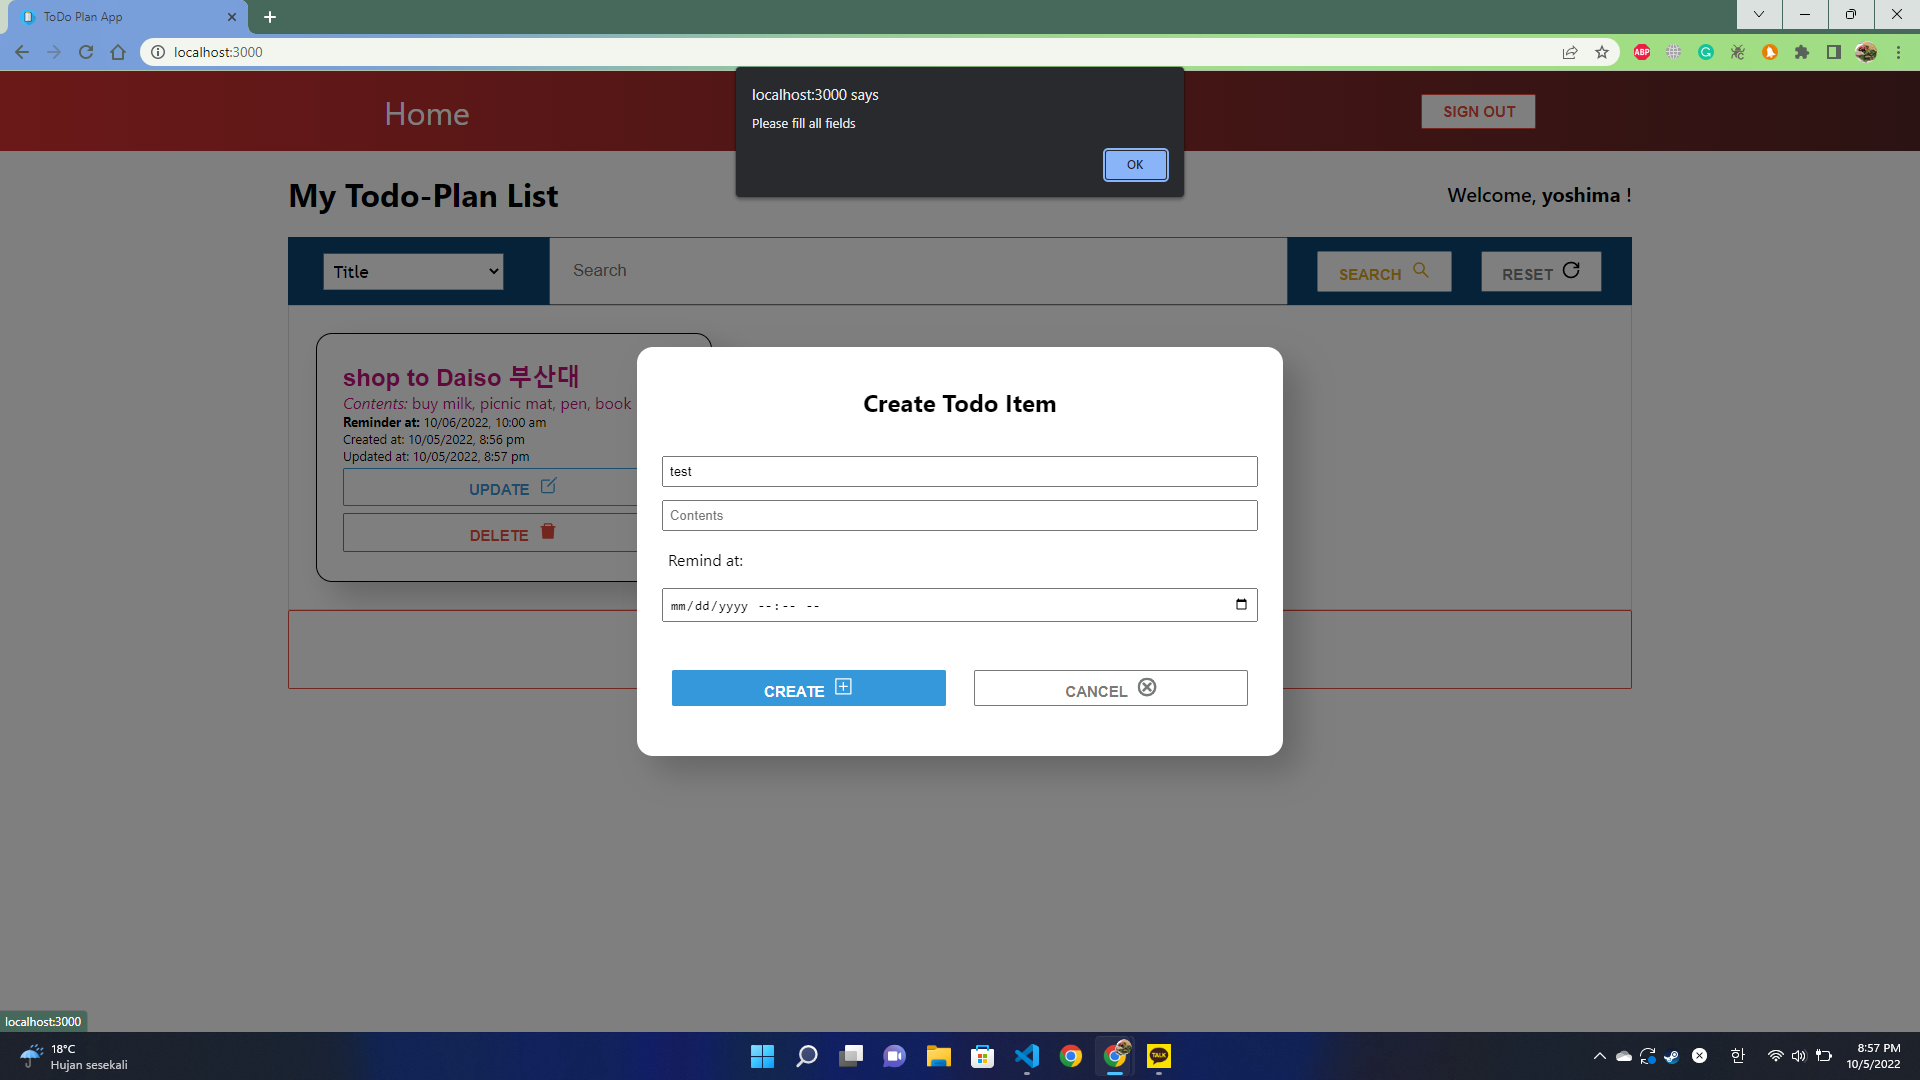 ToDo Plan App
localhost:3000
ABP
localhost:3000 says
Please fill all fields
OK
Home
SIGN OUT
My Todo-Plan List
Welcome, yoshima !
Title
Search
SEARCH
RESET
shop to Daiso 부산대
Contents: buy milk, picnic mat, pen, book
Reminder at: 10/06/2022, 10:00 am
Created at: 10/05/2022, 8:56 pm
Updated at: 10/05/2022, 8:57 pm
UPDATE
DELETE
Create Todo Item
test
Contents
Remind at:
mm/dd/yyyy --:-- --
CREATE
CANCEL
localhost:3000
18°C
Hujan sesekali
TALK
한
8:57 PM
10/5/2022